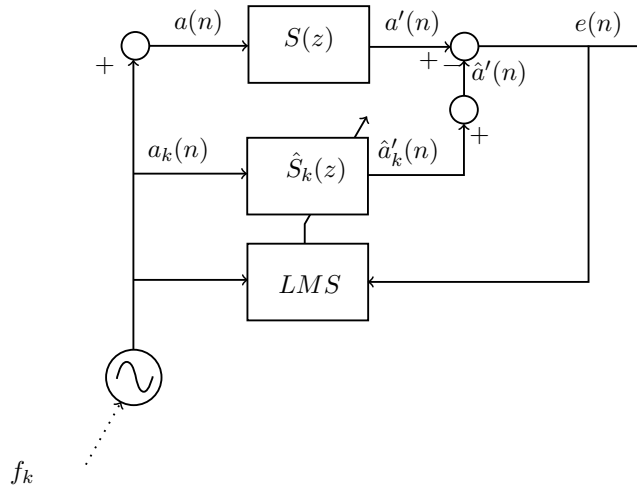 a(n)
S(z)
a′(n)
e(n)
+
+
−
â′(n)
+
a_k(n)
Ŝ_k(z)
â′_k(n)
LMS
f_k